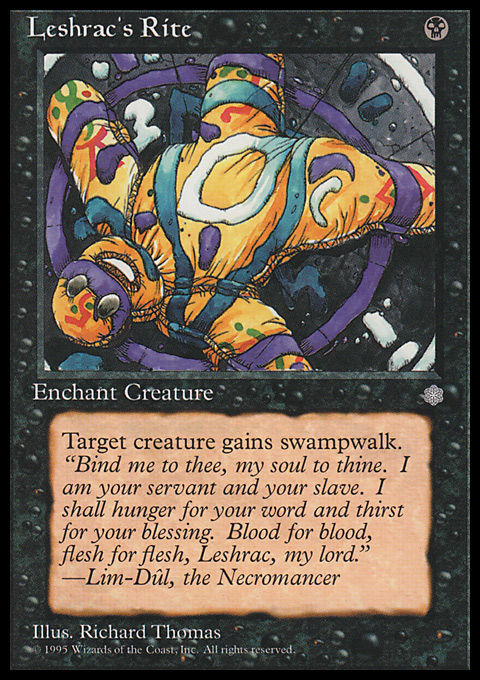 Leshrac's Rite
Enchant Creature
Target creature gains swampwalk.
"Bind me to thee, my soul to thine. I
am your servant and your slave. I
shall hunger for your word and thirst
for your blessing. Blood for blood,
flesh for flesh, Leshrac, my lord."
—Lim-Dûl, the Necromancer
Illus. Richard Thomas
© 1995 Wizards of the Coast, Inc. All rights reserved.